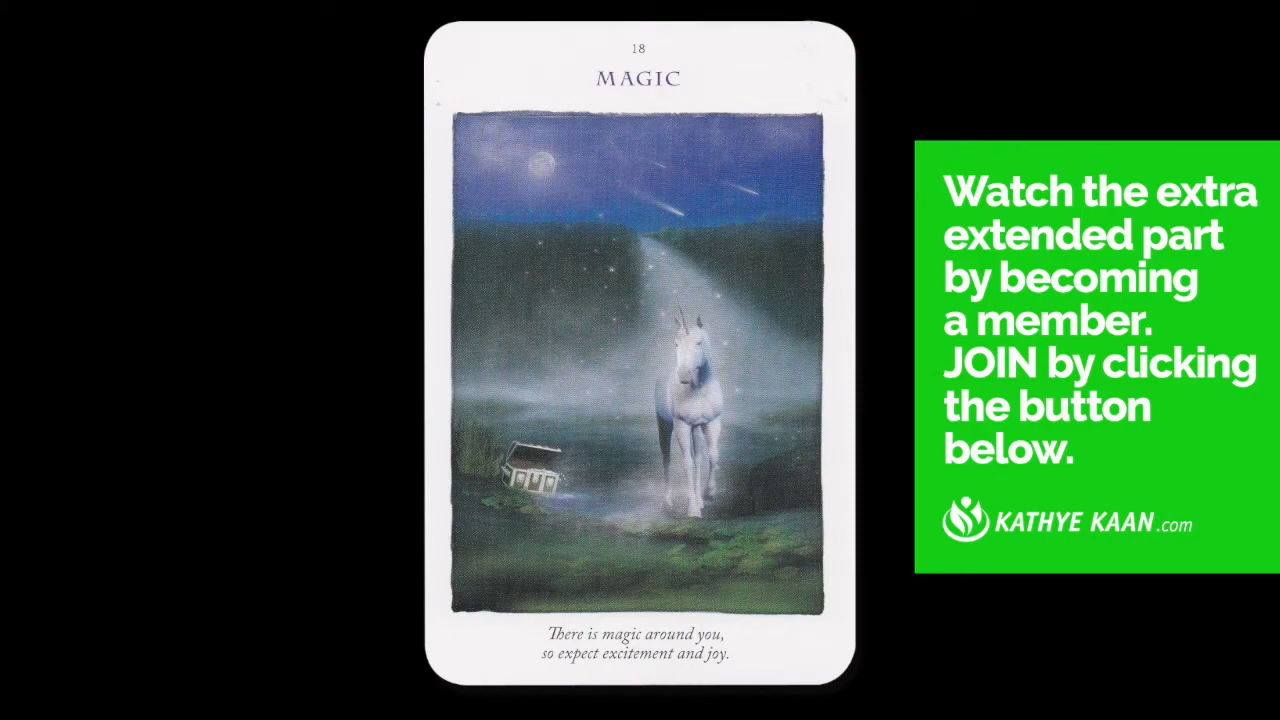 18
MAGIC
There is magic around you,
so expect excitement and joy.
Watch the extra
extended part
by becoming
a member.
JOIN by clicking
the button
below.
KATHYE KAAN.com